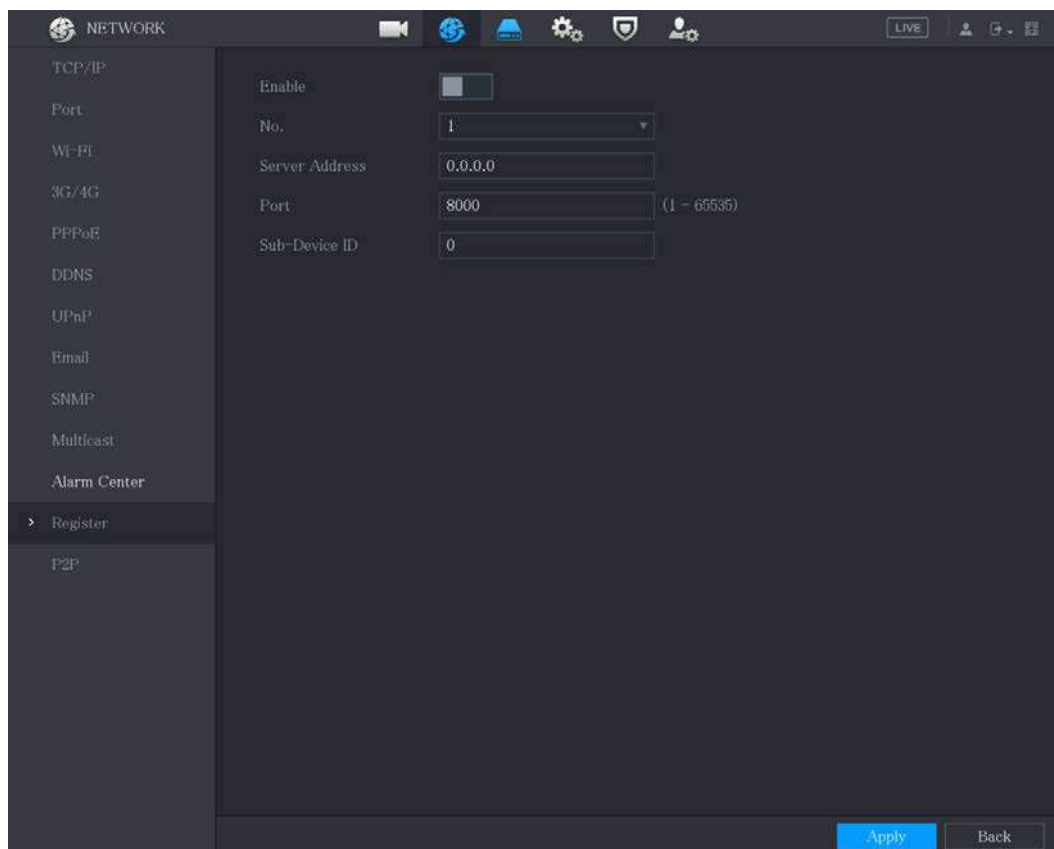 NETWORK
LIVE
TCP/IP
Port
Wi-Fi
3G/4G
PPPoE
DDNS
UPnP
Email
SNMP
Multicast
Alarm Center
Register
P2P
Enable
No. 1
Server Address 0.0.0.0
Port 8000 (1 - 65535)
Sub-Device ID 0
Apply Back